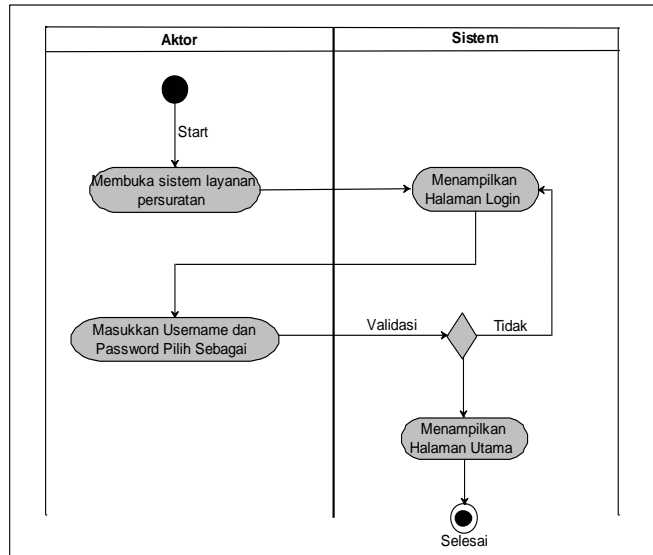 Aktor
Sistem
Start
Membuka sistem layanan
persuratan
Menampilkan
Halaman Login
Masukkan Username dan
Password Pilih Sebagai
Validasi
Tidak
Menampilkan
Halaman Utama
Selesai